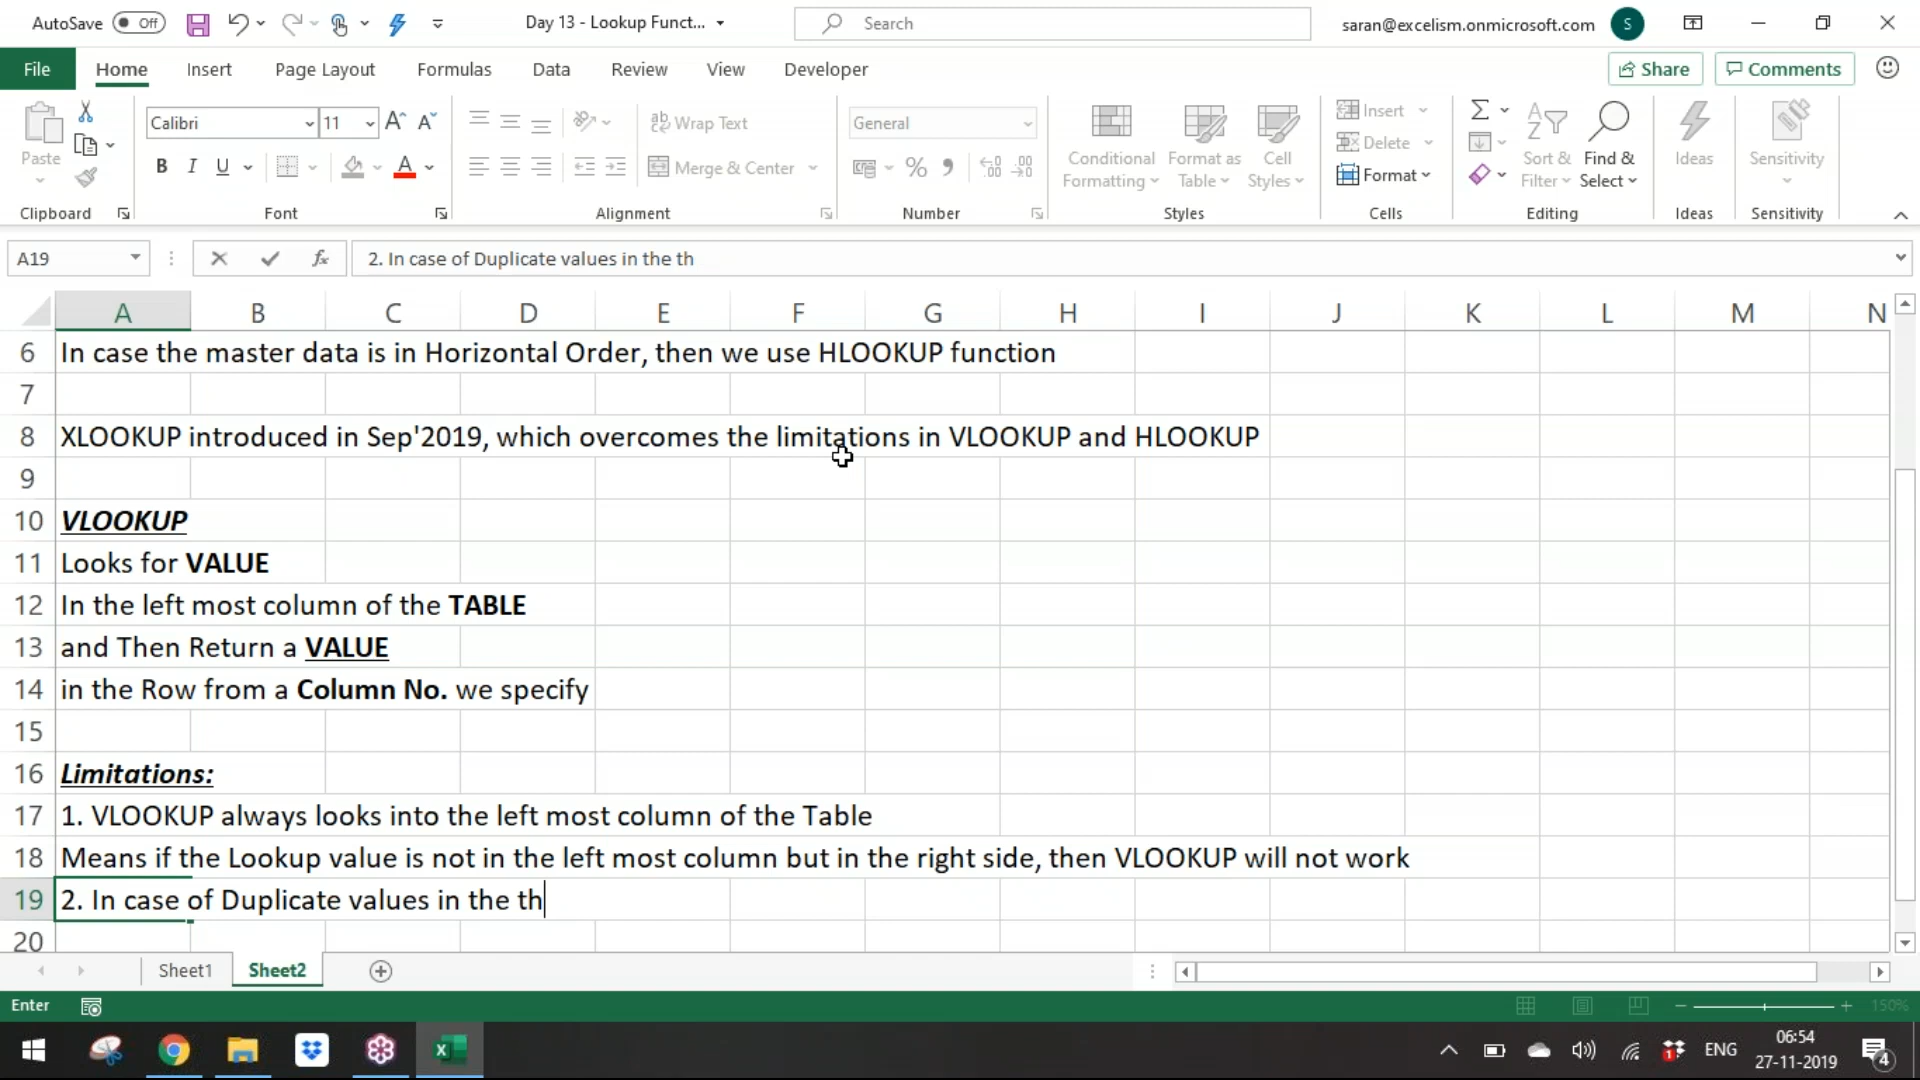 AutoSave Off Day 13 - Lookup Funct... Search saran@excelism.onmicrosoft.com S
File Home Insert Page Layout Formulas Data Review View Developer Share Comments
Paste Calibri 11 Wrap Text General Conditional Formatting Format as Table Cell Styles Insert Sort & Filter Find & Select Ideas Sensitivity
B I U A Merge & Center % Delete
Format
Clipboard Font Alignment Number Styles Cells Editing Ideas Sensitivity
A19 fx 2. In case of Duplicate values in the th
A B C D E F G H I J K L M N
6 In case the master data is in Horizontal Order, then we use HLOOKUP function
7
8 XLOOKUP introduced in Sep'2019, which overcomes the limitations in VLOOKUP and HLOOKUP
9
10 VLOOKUP
11 Looks for VALUE
12 In the left most column of the TABLE
13 and Then Return a VALUE
14 in the Row from a Column No. we specify
15
16 Limitations:
17 1. VLOOKUP always looks into the left most column of the Table
18 Means if the Lookup value is not in the left most column but in the right side, then VLOOKUP will not work
19 2. In case of Duplicate values in the th
20
Sheet1 Sheet2
Enter 150%
ENG 06:54
27-11-2019 4